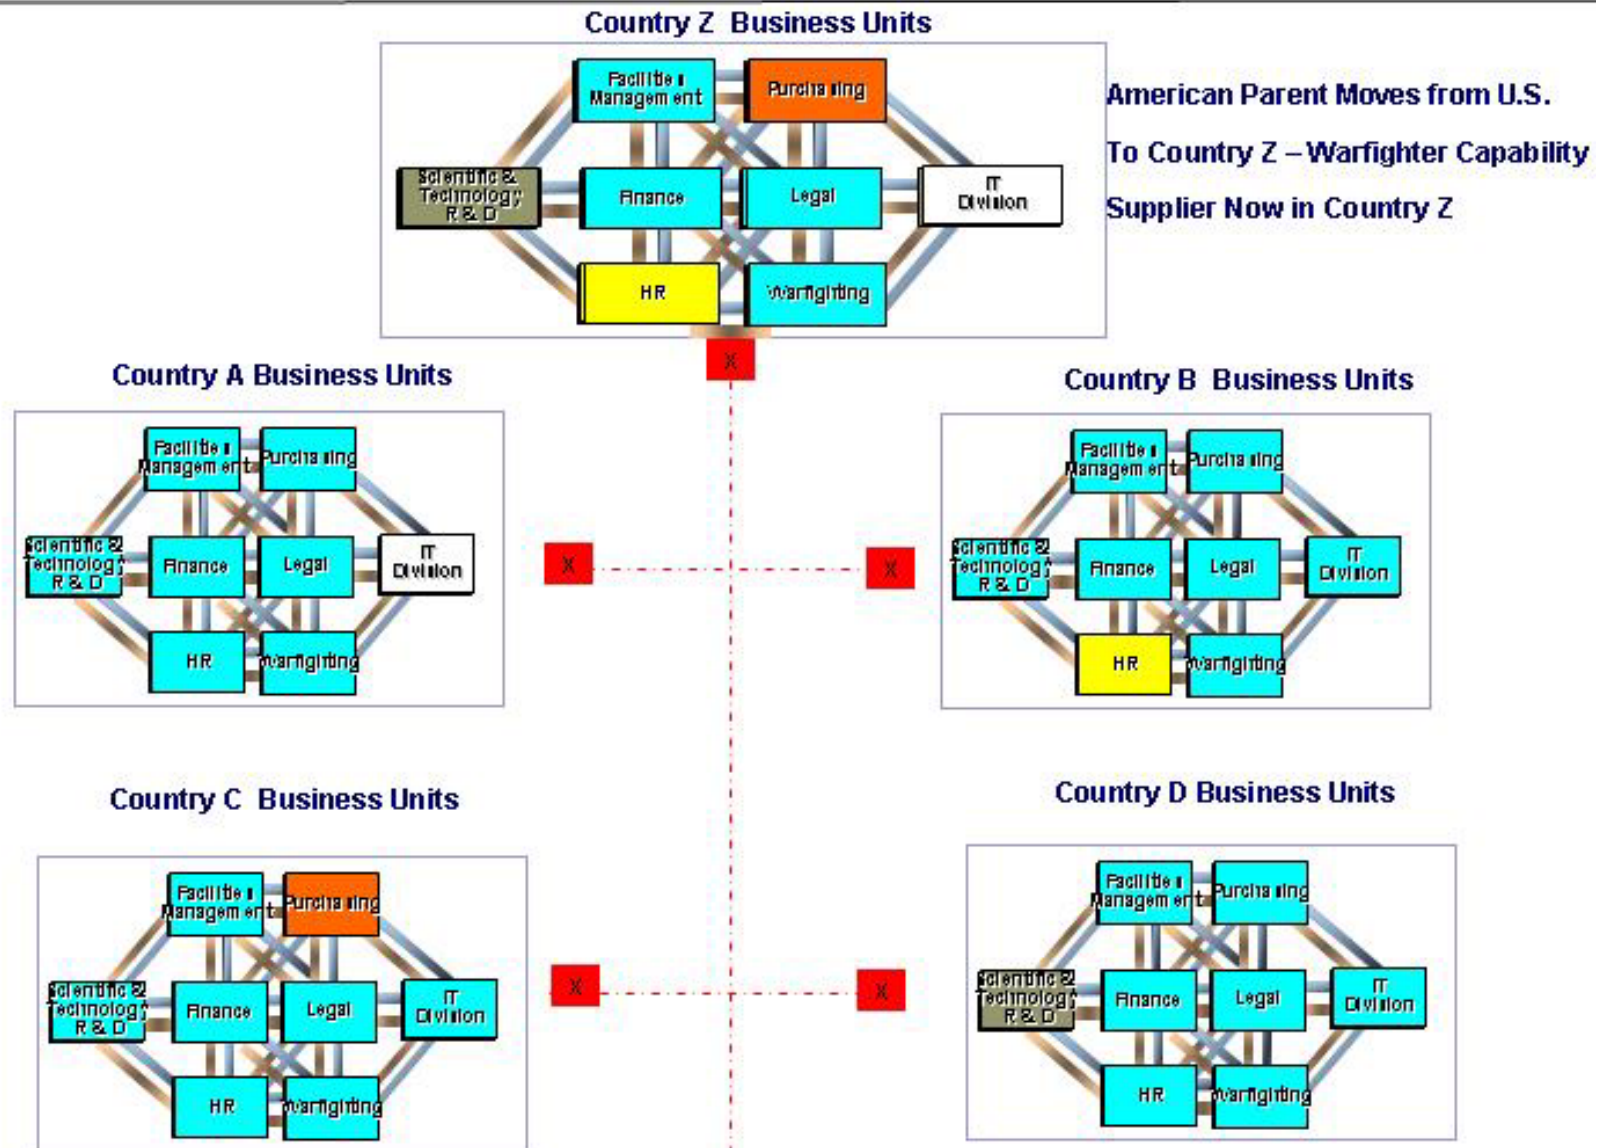 Country Z Business Units
Facilities
Management
Purchasing
American Parent Moves from U.S.
To Country Z – Warfighter Capability
Supplier Now in Country Z
Scientific &
Technology
R & D
Finance
Legal
IT
Division
HR
Warfighting
X
Country A Business Units
Facilities
Management
Purchasing
Scientific &
Technology
R & D
Finance
Legal
IT
Division
HR
Warfighting
Country B Business Units
Facilities
Management
Purchasing
Scientific &
Technology
R & D
Finance
Legal
IT
Division
HR
Warfighting
X
X
Country C Business Units
Facilities
Management
Purchasing
Scientific &
Technology
R & D
Finance
Legal
IT
Division
HR
Warfighting
Country D Business Units
Facilities
Management
Purchasing
Scientific &
Technology
R & D
Finance
Legal
IT
Division
HR
Warfighting
X
X